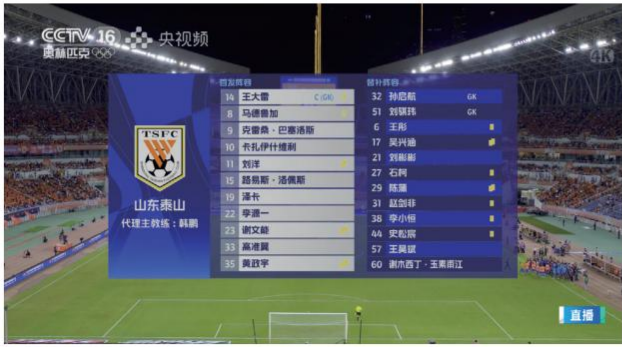 CCTV 16
奥林匹克
央视频
4K
首发阵容
14 王大雷 C (GK)
8 马德鲁加
9 克雷桑·巴塞洛斯
10 卡扎伊什维利
11 刘洋
15 路易斯·洛佩斯
19 泽卡
22 李源一
23 谢文能
33 高准翼
35 黄政宇
替补阵容
32 孙启航 GK
51 刘骐玮 GK
6 王彤
17 吴兴涵
21 刘彬彬
27 石柯
29 陈蒲
31 赵剑非
38 李小恒
44 史松宸
57 王昊斌
60 谢木西丁·玉素甫江
TSFC
山东泰山
代理主教练：韩鹏
直播